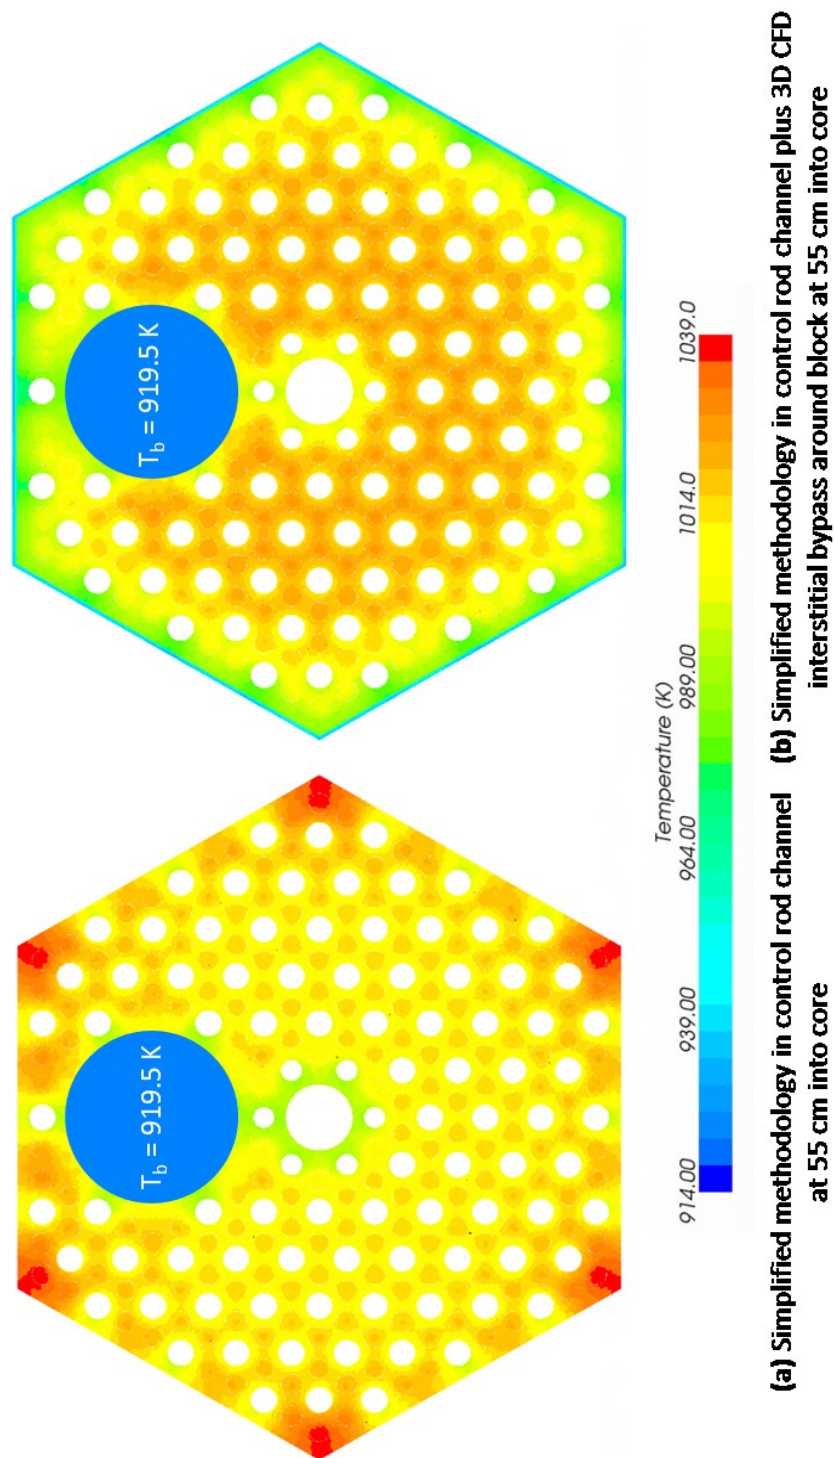 T_b = 919.5 K
T_b = 919.5 K
Temperature (K)
914.00 939.00 964.00 989.00 1014.0 1039.0
(a) Simplified methodology in control rod channel
at 55 cm into core
(b) Simplified methodology in control rod channel plus 3D CFD
interstitial bypass around block at 55 cm into core